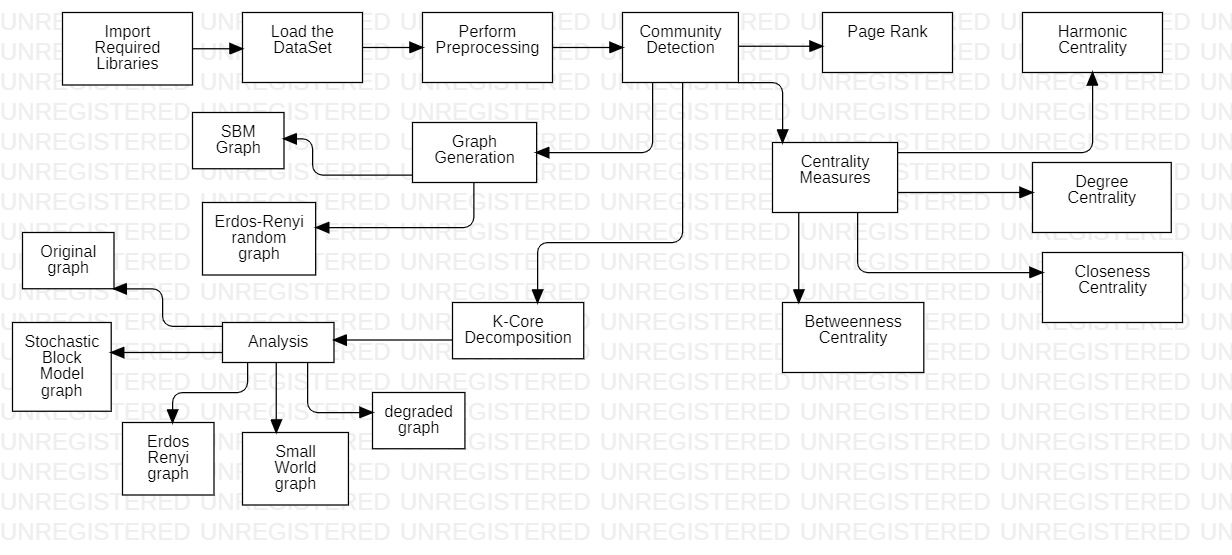 Import
Required
Libraries
Load the
DataSet
Perform
Preprocessing
Community
Detection
Page Rank
Harmonic
Centrality
SBM
Graph
Graph
Generation
Centrality
Measures
Degree
Centrality
Erdos-Renyi
random
graph
Original
graph
Closeness
Centrality
K-Core
Decomposition
Betweenness
Centrality
Analysis
Stochastic
Block
Model
graph
degraded
graph
Erdos
Renyi
graph
Small
World
graph
UNREGISTERED